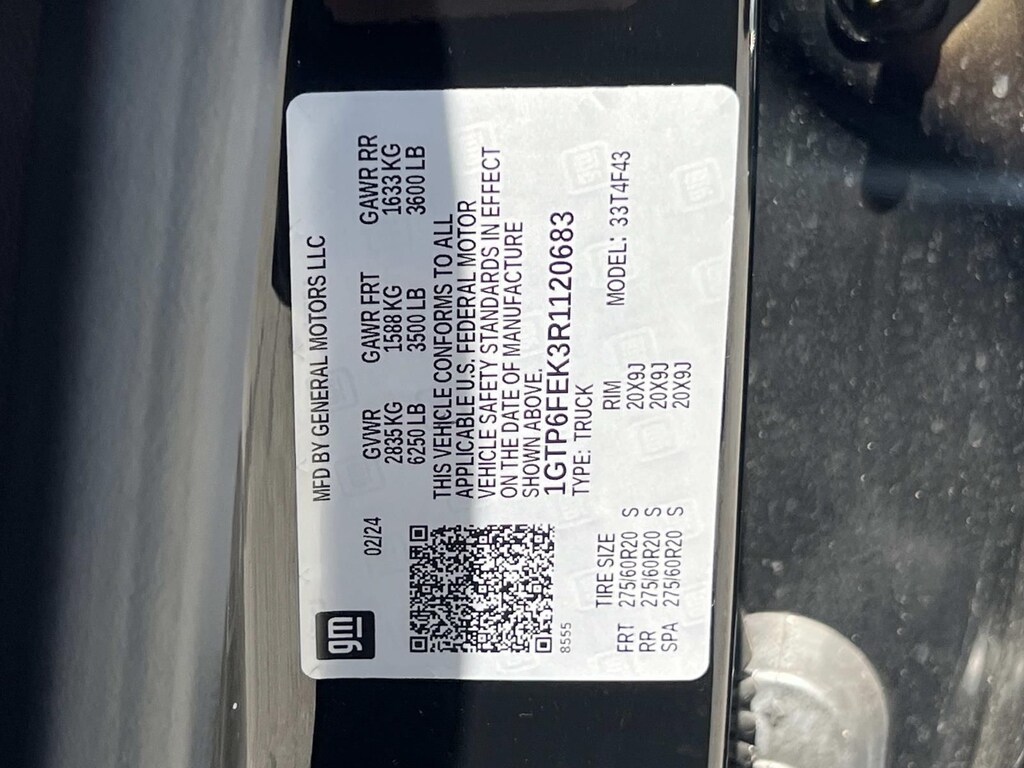 gm
MFD BY GENERAL MOTORS LLC
02/24
GVWR GAWR FRT GAWR RR
2835 KG 1588 KG 1633 KG
6250 LB 3500 LB 3600 LB
THIS VEHICLE CONFORMS TO ALL
APPLICABLE U.S. FEDERAL MOTOR
VEHICLE SAFETY STANDARDS IN EFFECT
ON THE DATE OF MANUFACTURE
SHOWN ABOVE.
1GTP6FEK3R1120683
8555
TYPE: TRUCK
MODEL: 33T4F43
TIRE SIZE RIM
FRT 275/60R20 S 20X9J
RR 275/60R20 S 20X9J
SPA 275/60R20 S 20X9J